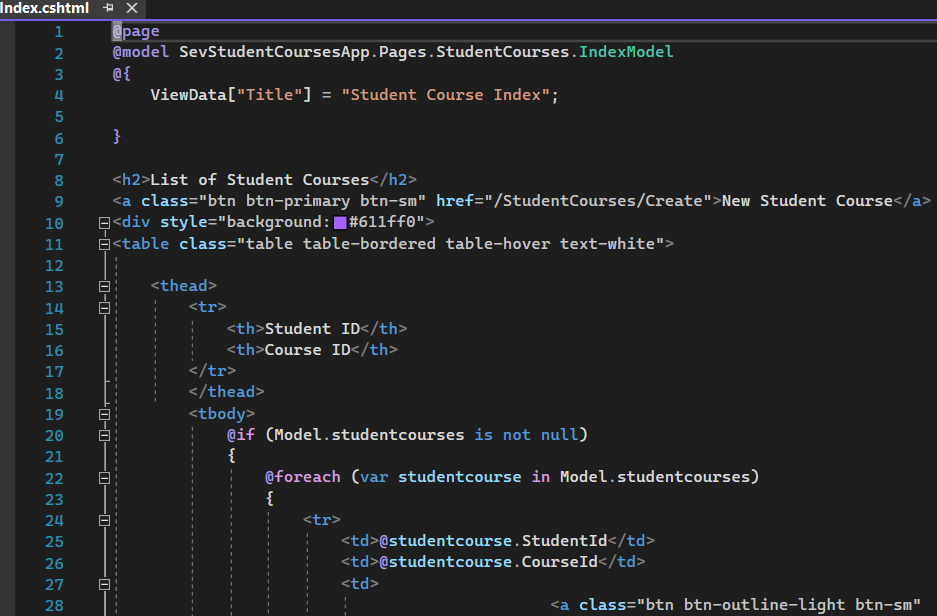 Index.cshtml
1 @page
2 @model SevStudentCoursesApp.Pages.StudentCourses.IndexModel
3 @{
4 ViewData["Title"] = "Student Course Index";
5
6 }
7
8 <h2>List of Student Courses</h2>
9 <a class="btn btn-primary btn-sm" href="/StudentCourses/Create">New Student Course</a>
10 <div style="background:#611ff0">
11 <table class="table table-bordered table-hover text-white">
12
13 <thead>
14 <tr>
15 <th>Student ID</th>
16 <th>Course ID</th>
17 </tr>
18 </thead>
19 <tbody>
20 @if (Model.studentcourses is not null)
21 {
22 @foreach (var studentcourse in Model.studentcourses)
23 {
24 <tr>
25 <td>@studentcourse.StudentId</td>
26 <td>@studentcourse.CourseId</td>
27 <td>
28 <a class="btn btn-outline-light btn-sm"